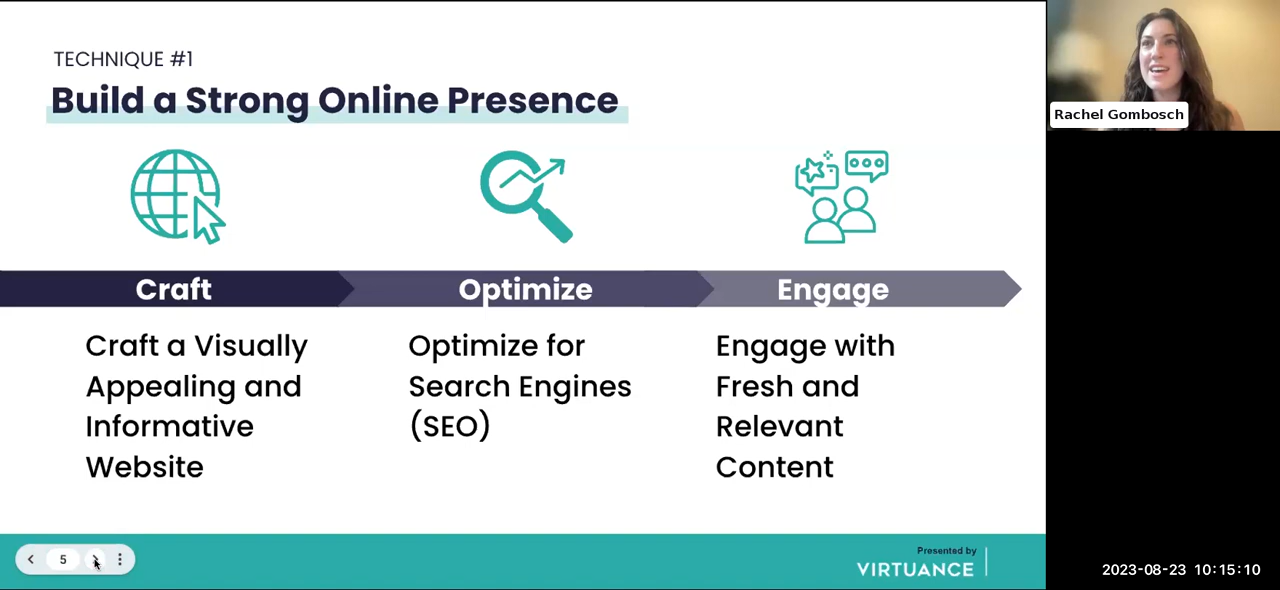 TECHNIQUE #1
Build a Strong Online Presence
Craft
Optimize
Engage
Craft a Visually
Appealing and
Informative
Website
Optimize for
Search Engines
(SEO)
Engage with
Fresh and
Relevant
Content
5
Presented by
VIRTUANCE
Rachel Gombosch
2023-08-23 10:15:10